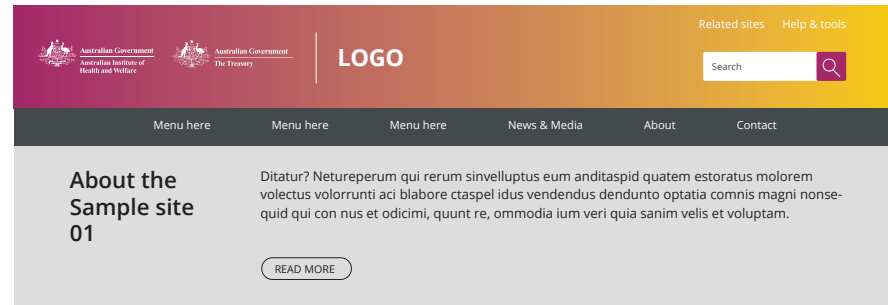 Related sites Help & tools
Australian Government
Australian Institute of
Health and Welfare
Australian Government
The Treasury
LOGO
Search
Menu here Menu here Menu here News & Media About Contact
About the
Sample site
01
Ditatur? Netureperum qui rerum sinvelluptus eum anditaspid quatem estoratus molorem
volectus volorrunti aci blabore ctaspel idus vendendus dendunto optatia comnis magni nonse-
quid qui con nus et odicimi, quunt re, ommodia ium veri quia sanim velis et voluptam.
READ MORE